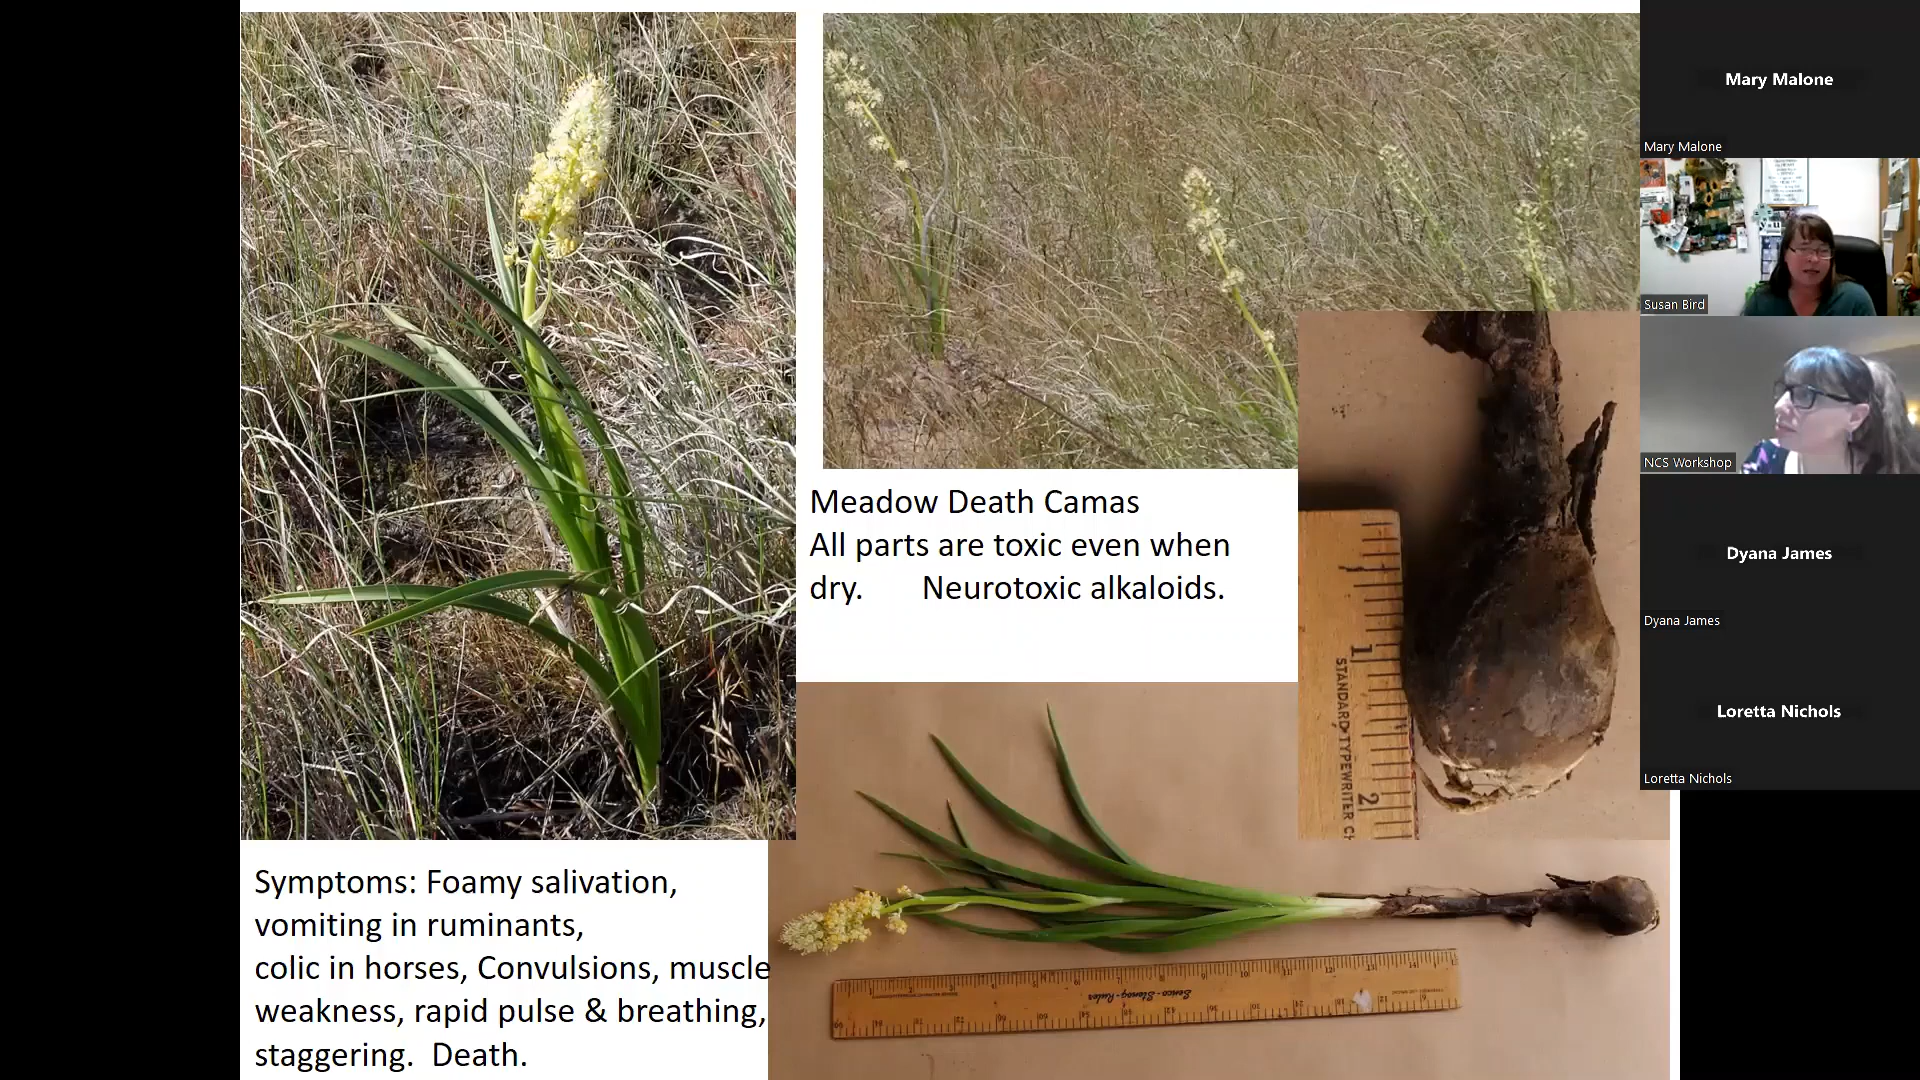 Meadow Death Camas
All parts are toxic even when
dry. Neurotoxic alkaloids.
1
STANDARD TYPEWRITER
2
Symptoms: Foamy salivation,
vomiting in ruminants,
colic in horses, Convulsions, muscle
weakness, rapid pulse & breathing,
staggering. Death.
Mary Malone
Mary Malone
Susan Bird
NCS Workshop
Dyana James
Dyana James
Loretta Nichols
Loretta Nichols